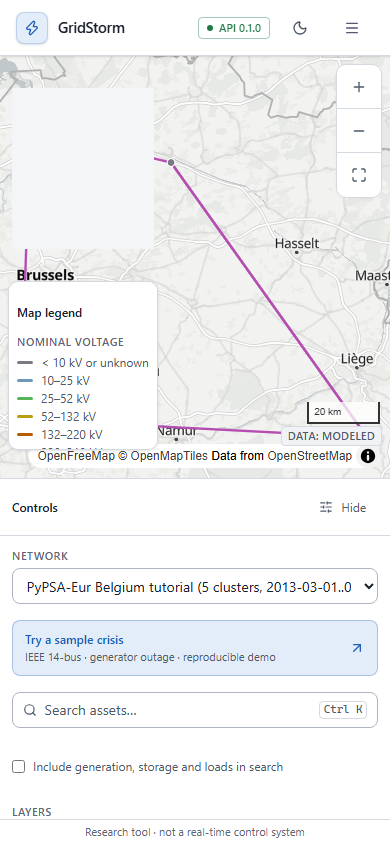 GridStorm
API 0.1.0
Hasselt
Brussels
Maast
Map legend
NOMINAL VOLTAGE
< 10 kV or unknown
10–25 kV
25–52 kV
52–132 kV
132–220 kV
Liège
20 km
Namur
DATA: MODELED
OpenFreeMap © OpenMapTiles Data from OpenStreetMap
Controls
Hide
NETWORK
PyPSA-Eur Belgium tutorial (5 clusters, 2013-03-01..0
Try a sample crisis
IEEE 14-bus · generator outage · reproducible demo
Search assets...
Ctrl K
Include generation, storage and loads in search
LAYERS
Research tool · not a real-time control system